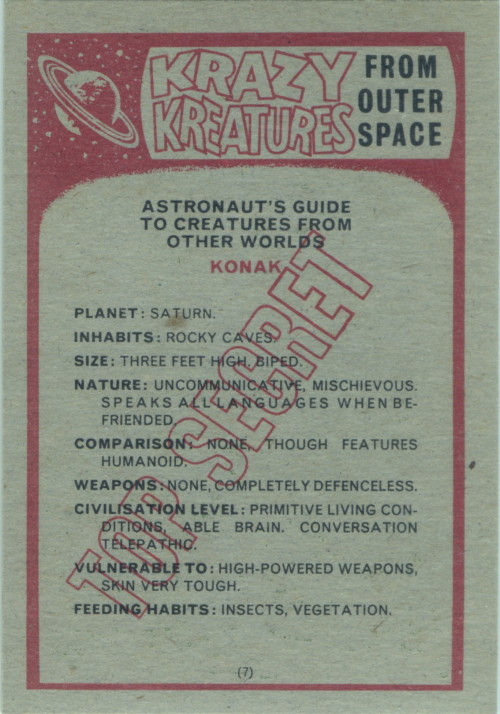 KRAZY
KREATURES
FROM
OUTER
SPACE
ASTRONAUT'S GUIDE
TO CREATURES FROM
OTHER WORLDS
KONAK
PLANET: SATURN.
INHABITS: ROCKY CAVES.
SIZE: THREE FEET HIGH, BIPED.
NATURE: UNCOMMUNICATIVE, MISCHIEVOUS.
SPEAKS ALL LANGUAGES WHEN BE-
FRIENDED.
COMPARISON: NONE, THOUGH FEATURES
HUMANOID.
WEAPONS: NONE, COMPLETELY DEFENCELESS.
CIVILISATION LEVEL: PRIMITIVE LIVING CON-
DITIONS, ABLE BRAIN. CONVERSATION
TELEPATHIC.
VULNERABLE TO: HIGH-POWERED WEAPONS,
SKIN VERY TOUGH.
FEEDING HABITS: INSECTS, VEGETATION.
TOP SECRET
(7)